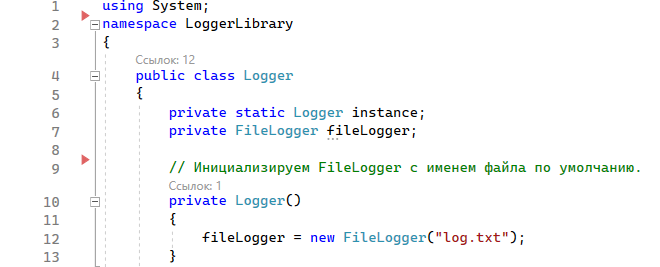 1 using System;
2 namespace LoggerLibrary
3 {
Ссылок: 12
4 public class Logger
5 {
6 private static Logger instance;
7 private FileLogger fileLogger;
8
9 // Инициализируем FileLogger с именем файла по умолчанию.
Ссылок: 1
10 private Logger()
11 {
12 fileLogger = new FileLogger("log.txt");
13 }